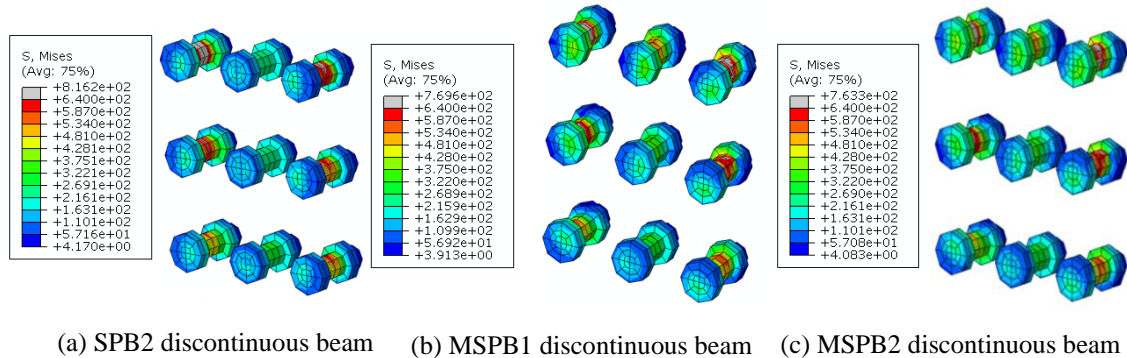 S, Mises
(Avg: 75%)
+8.162e+02
+6.400e+02
+5.870e+02
+5.340e+02
+4.810e+02
+4.281e+02
+3.751e+02
+3.221e+02
+2.691e+02
+2.161e+02
+1.631e+02
+1.101e+02
+5.716e+01
+4.170e+00
S, Mises
(Avg: 75%)
+7.696e+02
+6.400e+02
+5.870e+02
+5.340e+02
+4.810e+02
+4.280e+02
+3.750e+02
+3.220e+02
+2.689e+02
+2.159e+02
+1.629e+02
+1.099e+02
+5.692e+01
+3.913e+00
S, Mises
(Avg: 75%)
+7.633e+02
+6.400e+02
+5.870e+02
+5.340e+02
+4.810e+02
+4.280e+02
+3.750e+02
+3.220e+02
+2.690e+02
+2.161e+02
+1.631e+02
+1.101e+02
+5.708e+01
+4.083e+00
(a) SPB2 discontinuous beam
(b) MSPB1 discontinuous beam
(c) MSPB2 discontinuous beam